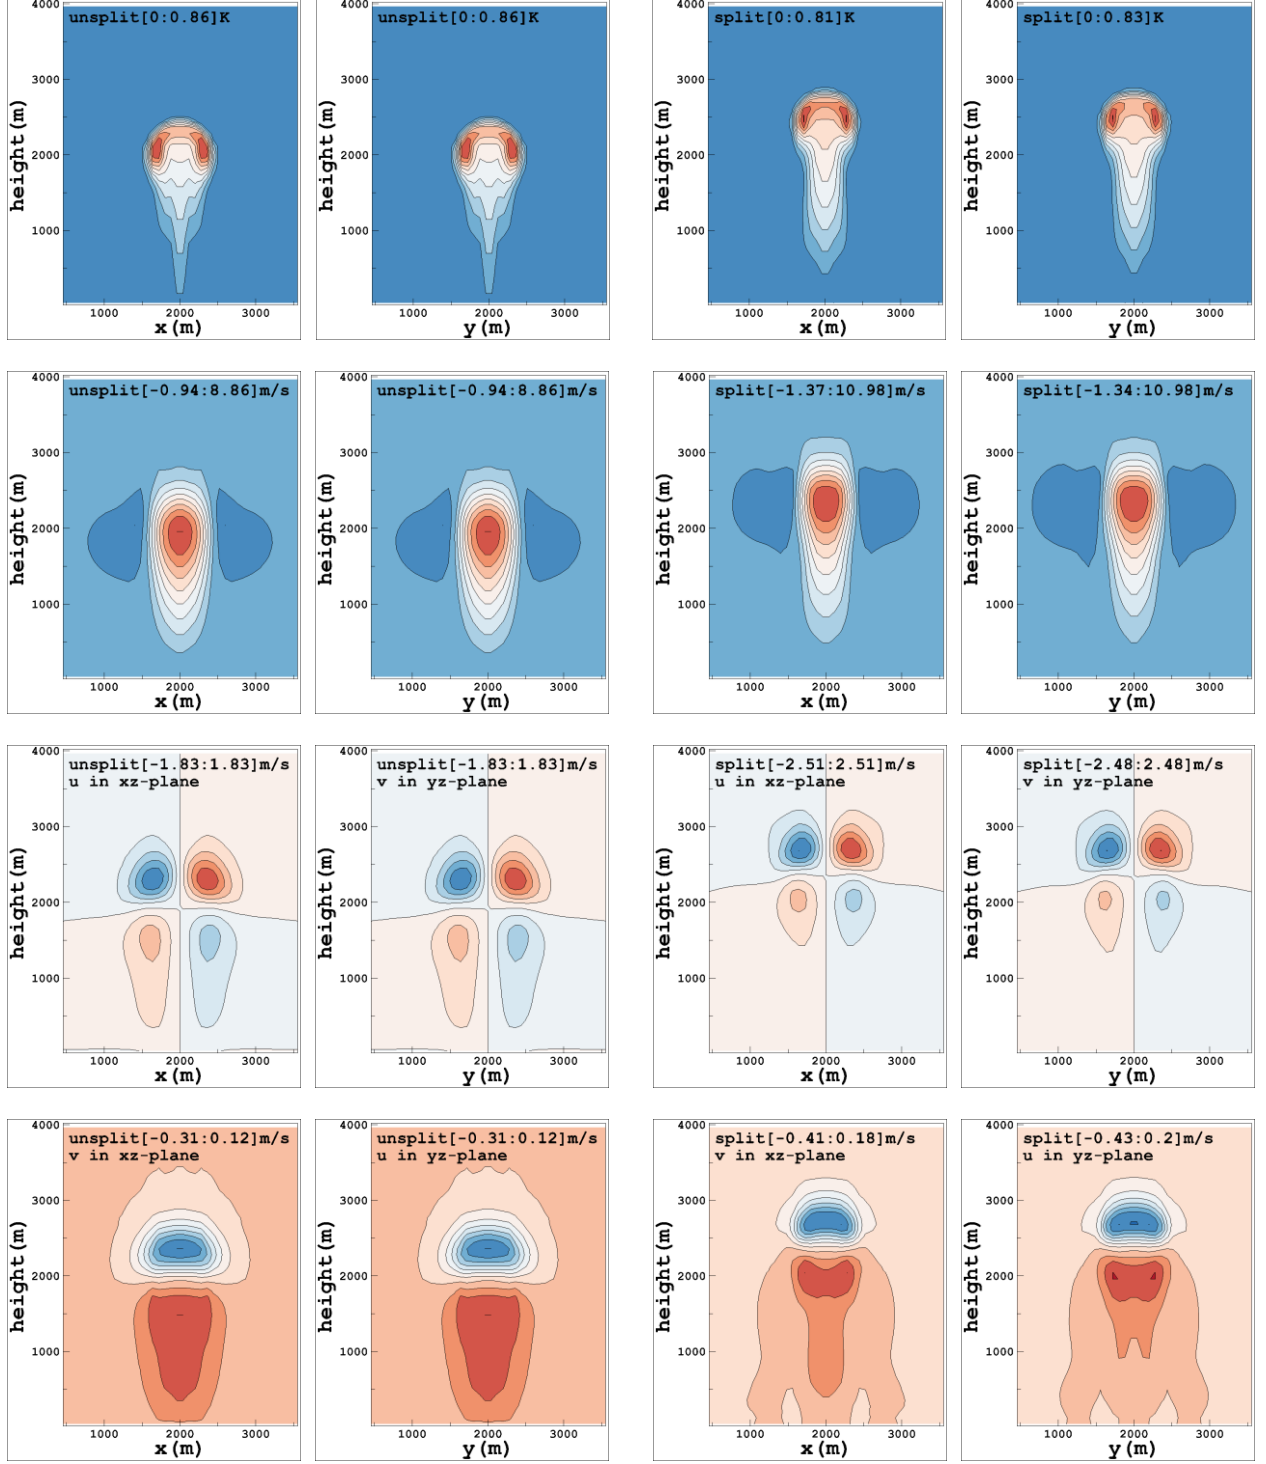 4000
unsplit[0:0.86]K
3000
2000
1000
height(m)
1000 2000 3000
x(m)
4000
unsplit[0:0.86]K
3000
2000
1000
height(m)
1000 2000 3000
y(m)
4000
split[0:0.81]K
3000
2000
1000
height(m)
1000 2000 3000
x(m)
4000
split[0:0.83]K
3000
2000
1000
height(m)
1000 2000 3000
y(m)
4000
unsplit[-0.94:8.86]m/s
3000
2000
1000
height(m)
1000 2000 3000
x(m)
4000
unsplit[-0.94:8.86]m/s
3000
2000
1000
height(m)
1000 2000 3000
y(m)
4000
split[-1.37:10.98]m/s
3000
2000
1000
height(m)
1000 2000 3000
x(m)
4000
split[-1.34:10.98]m/s
3000
2000
1000
height(m)
1000 2000 3000
y(m)
4000
unsplit[-1.83:1.83]m/s
u in xz-plane
3000
2000
1000
height(m)
1000 2000 3000
x(m)
4000
unsplit[-1.83:1.83]m/s
v in yz-plane
3000
2000
1000
height(m)
1000 2000 3000
y(m)
4000
split[-2.51:2.51]m/s
u in xz-plane
3000
2000
1000
height(m)
1000 2000 3000
x(m)
4000
split[-2.48:2.48]m/s
v in yz-plane
3000
2000
1000
height(m)
1000 2000 3000
y(m)
4000
unsplit[-0.31:0.12]m/s
v in xz-plane
3000
2000
1000
height(m)
1000 2000 3000
x(m)
4000
unsplit[-0.31:0.12]m/s
u in yz-plane
3000
2000
1000
height(m)
1000 2000 3000
y(m)
4000
split[-0.41:0.18]m/s
v in xz-plane
3000
2000
1000
height(m)
1000 2000 3000
x(m)
4000
split[-0.43:0.2]m/s
u in yz-plane
3000
2000
1000
height(m)
1000 2000 3000
y(m)